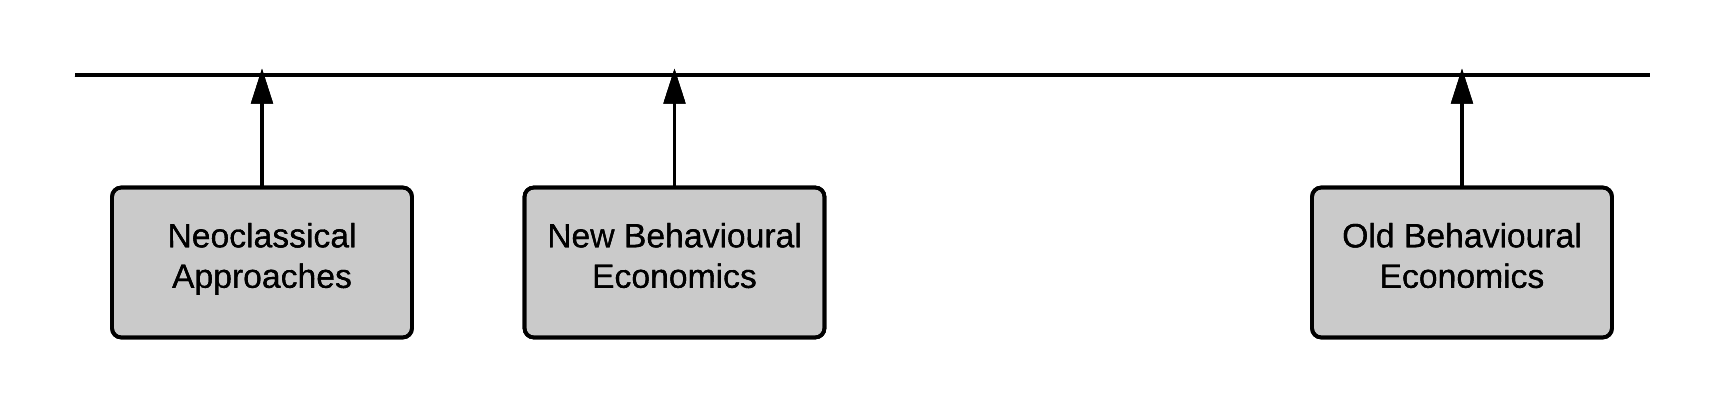 Neoclassical
Approaches
New Behavioural
Economics
Old Behavioural
Economics